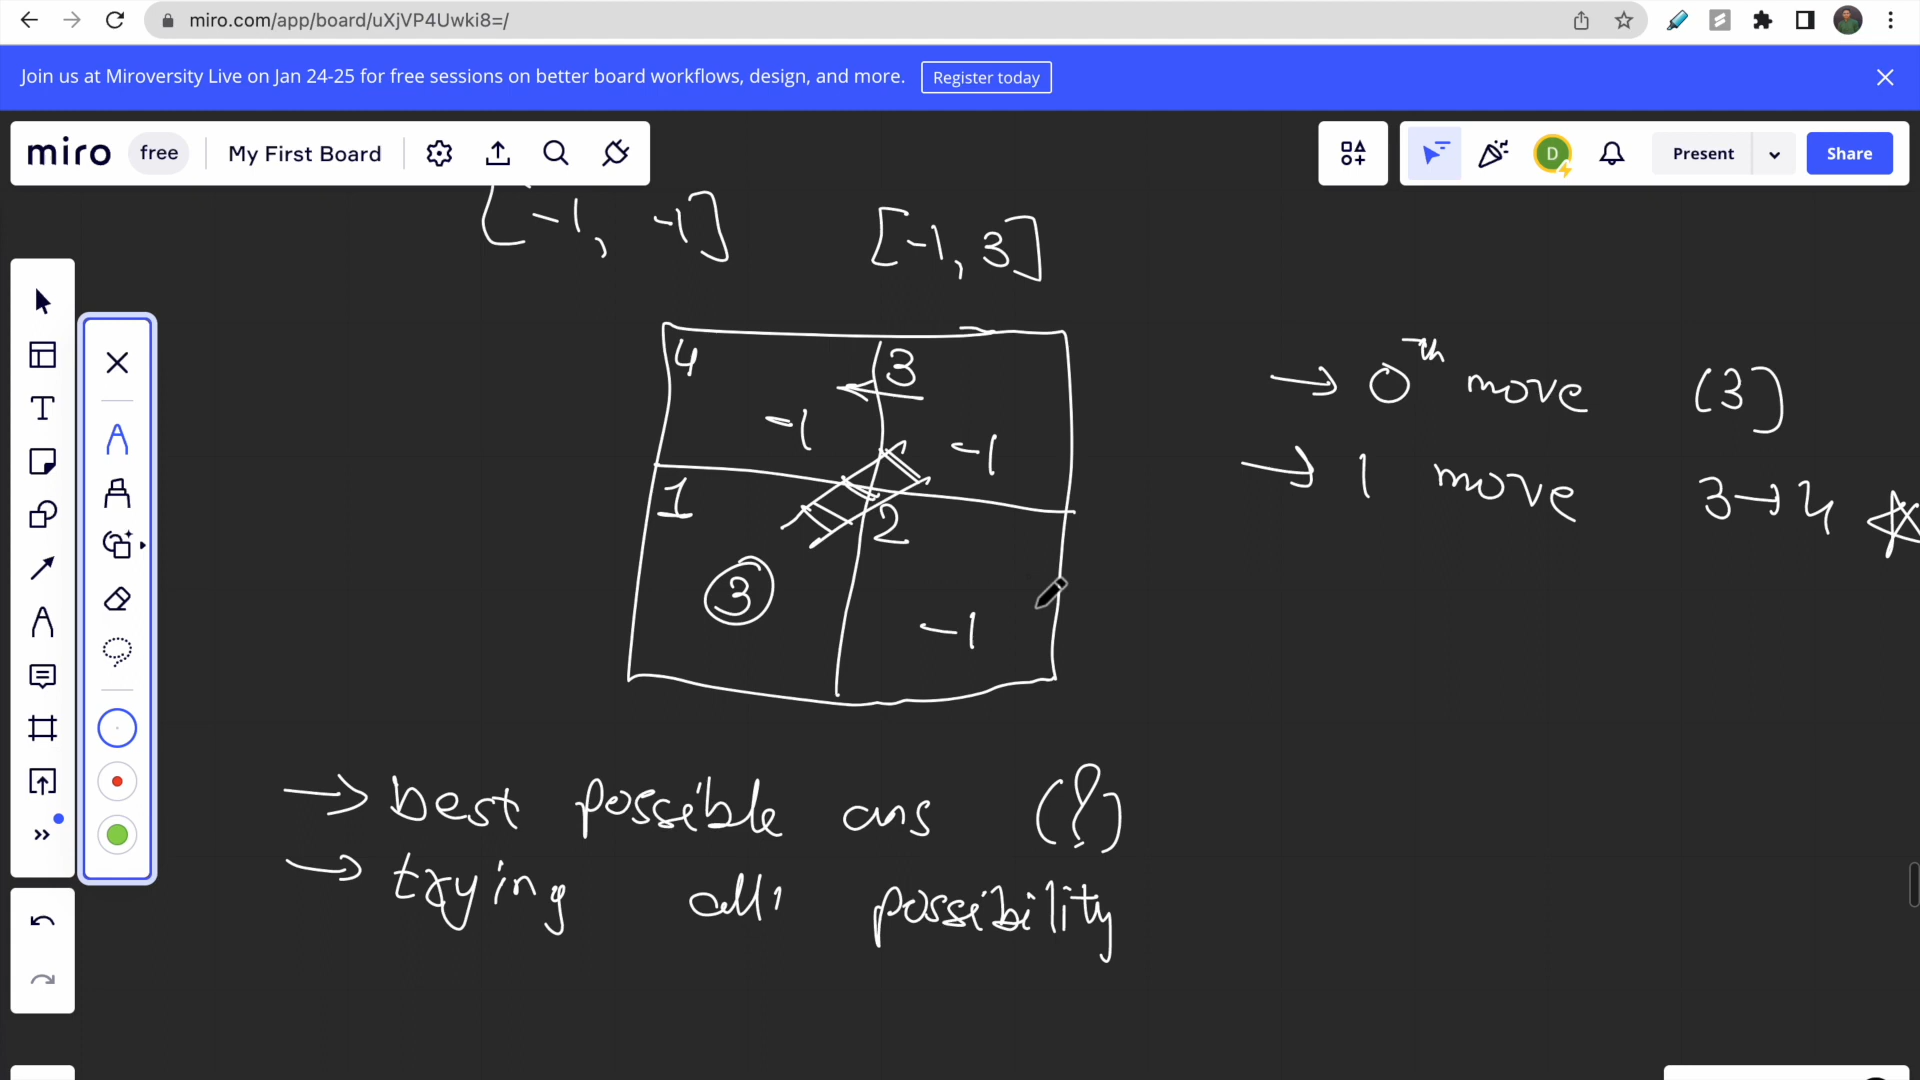 miro.com/app/board/uXjVP4Uwki8=/
Join us at Miroversity Live on Jan 24-25 for free sessions on better board workflows, design, and more. Register today
miro free My First Board
D Present Share
[-1, -1] [-1, 3]
4 3
-1 -1
1 2
3 -1
→ 0th move (3)
→ 1 move 3→4
→ best possible ans (?)
→ trying all possibility